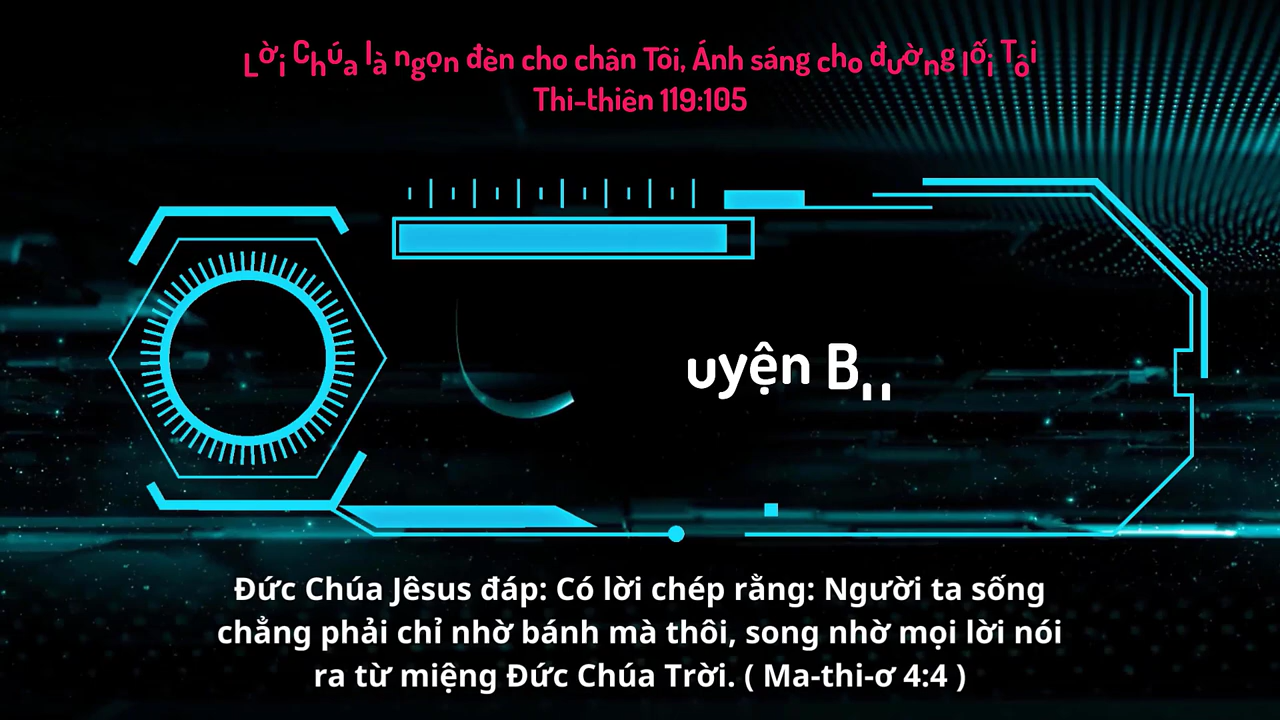 Lời Chúa là ngọn đèn cho chân Tôi, Ánh sáng cho đường lối Tôi
Thi-thiên 119:105
uyện B
Đức Chúa Jêsus đáp: Có lời chép rằng: Người ta sống
chẳng phải chỉ nhờ bánh mà thôi, song nhờ mọi lời nói
ra từ miệng Đức Chúa Trời. ( Ma-thi-ơ 4:4 )